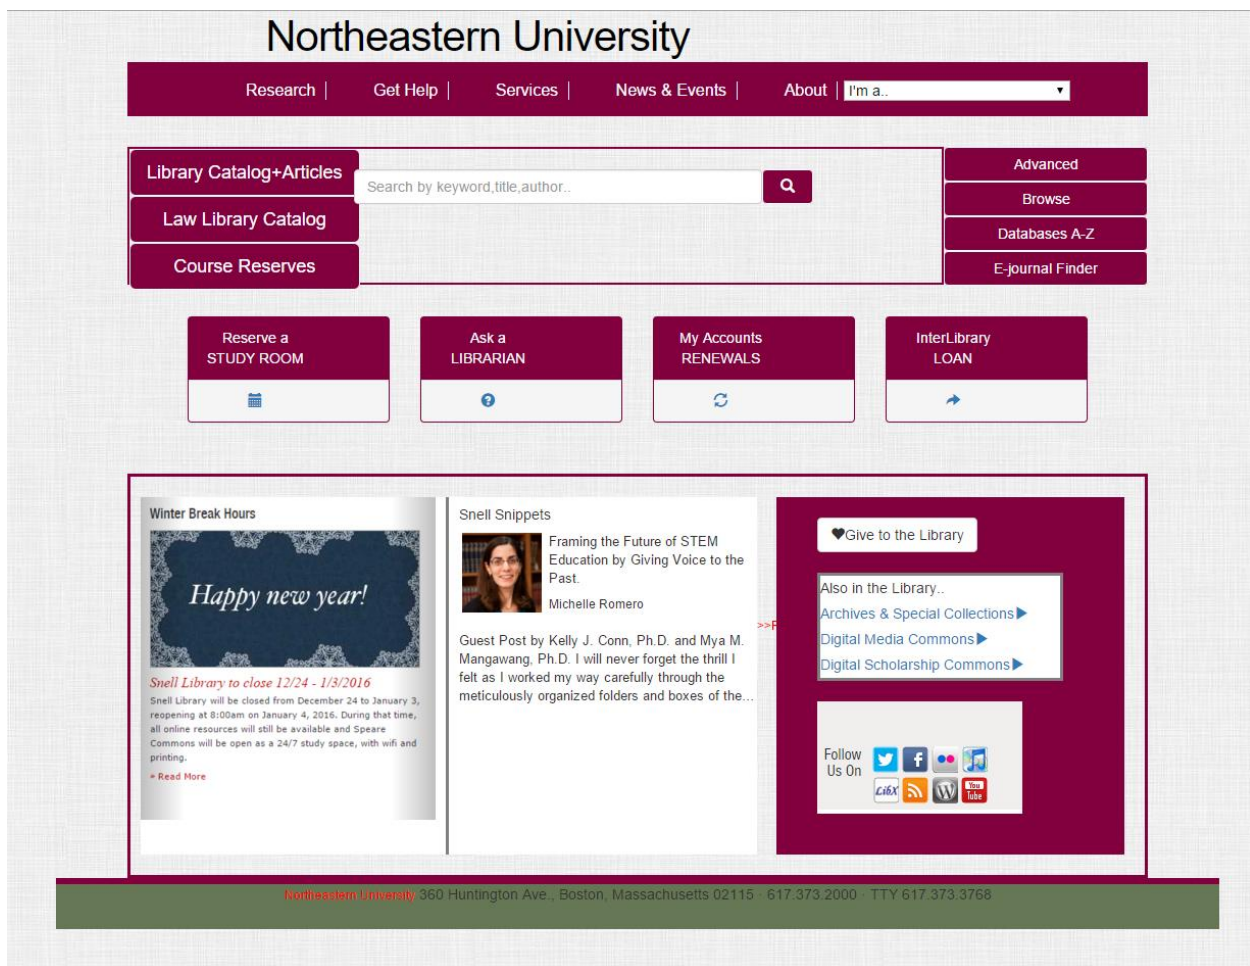 Northeastern University
Research | Get Help | Services | News & Events | About | I'm a..
Library Catalog+Articles
Law Library Catalog
Course Reserves
Search by keyword,title,author..
Advanced
Browse
Databases A-Z
E-journal Finder
Reserve a
STUDY ROOM
Ask a
LIBRARIAN
My Accounts
RENEWALS
InterLibrary
LOAN
Winter Break Hours
Happy new year!
Snell Library to close 12/24 - 1/3/2016
Snell Library will be closed from December 24 to January 3,
reopening at 8:00am on January 4, 2016. During that time,
all online resources will still be available and Speare
Commons will be open as a 24/7 study space, with wifi and
printing.
» Read More
Snell Snippets
Framing the Future of STEM
Education by Giving Voice to the
Past.
Michelle Romero
>>F
Guest Post by Kelly J. Conn, Ph.D. and Mya M.
Mangawang, Ph.D. I will never forget the thrill I
felt as I worked my way carefully through the
meticulously organized folders and boxes of the...
Give to the Library
Also in the Library..
Archives & Special Collections
Digital Media Commons
Digital Scholarship Commons
Follow
Us On
LibX
You
Tube
Northeastern University 360 Huntington Ave., Boston, Massachusetts 02115 · 617.373.2000 · TTY 617.373.3768